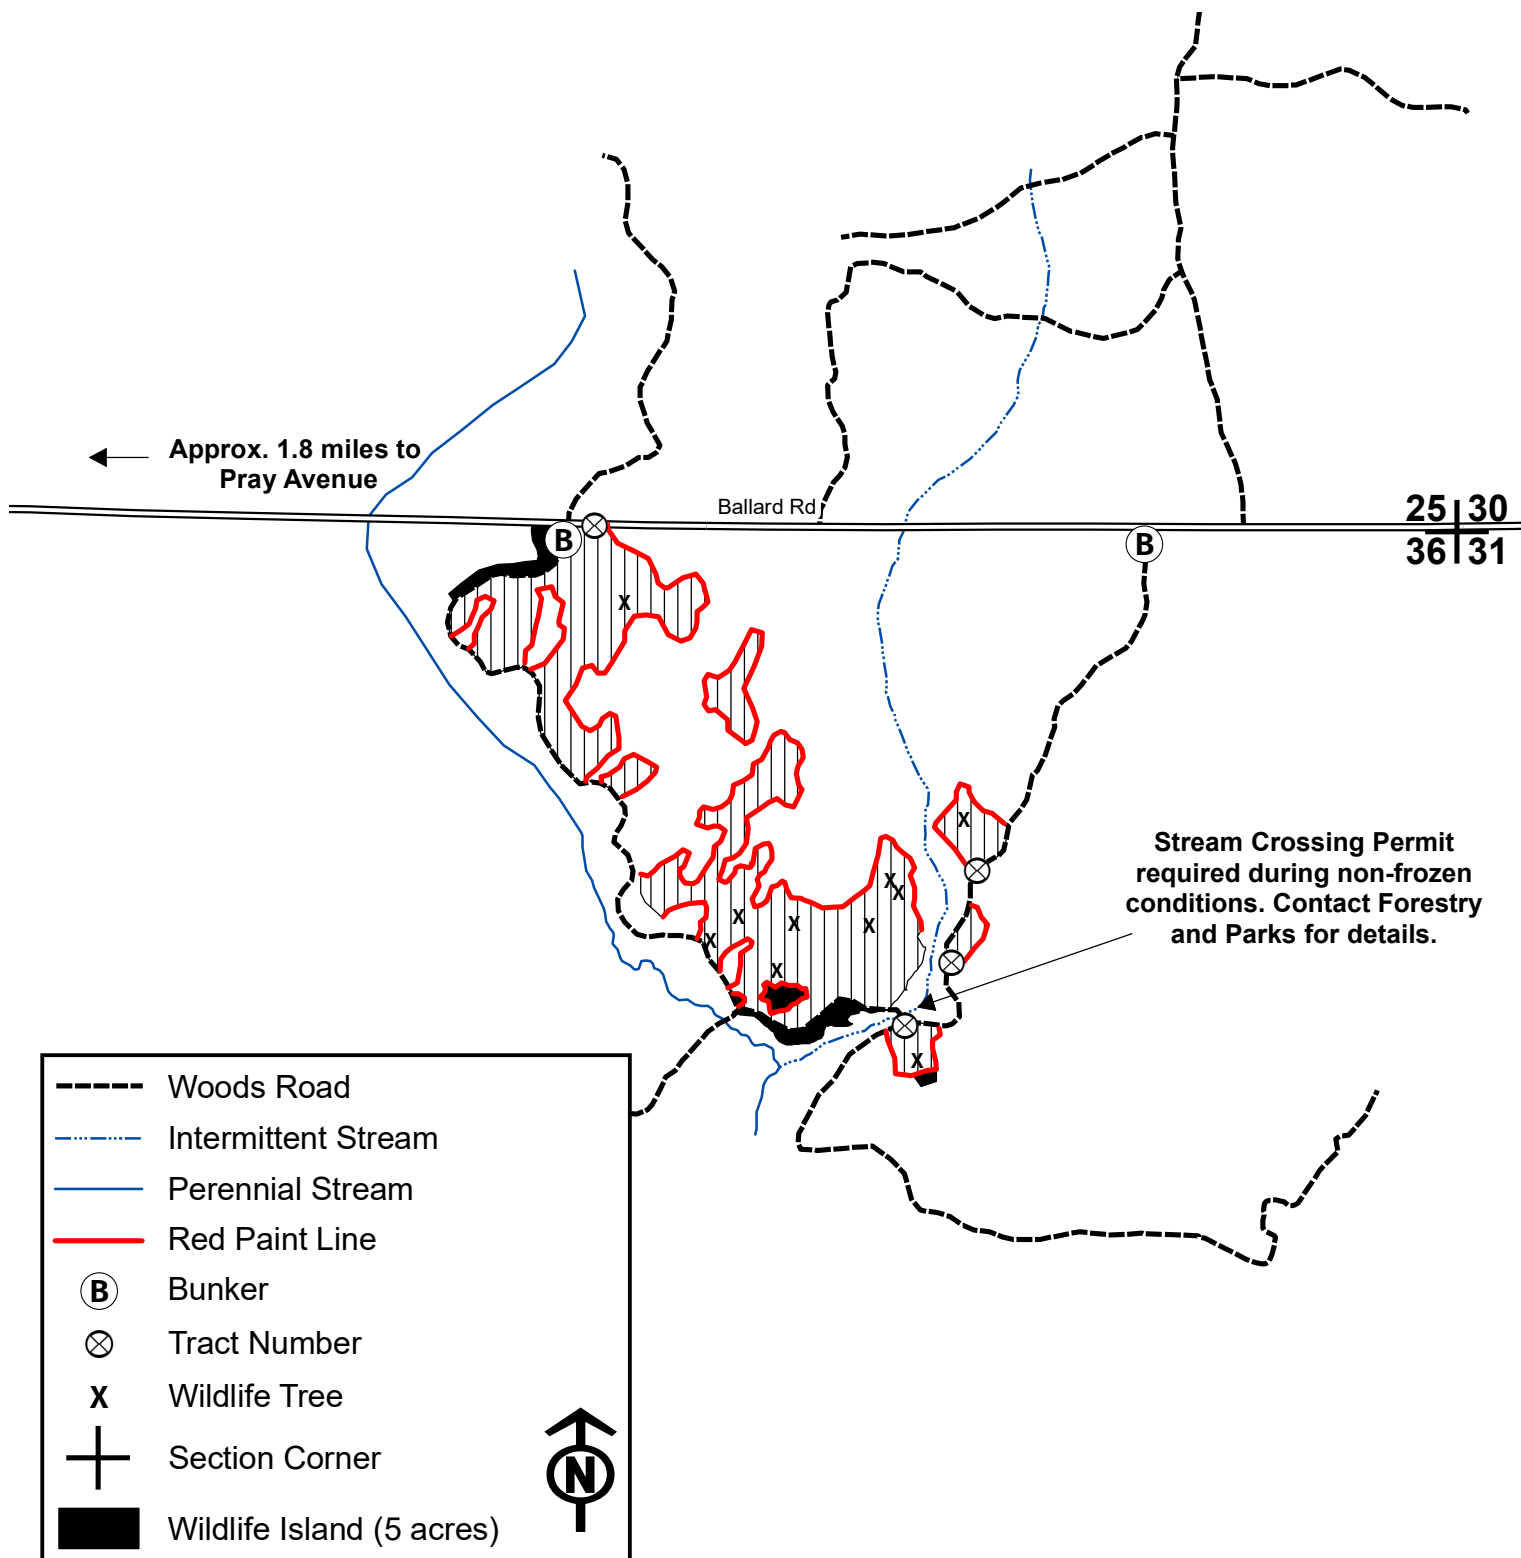 Approx. 1.8 miles to
Pray Avenue
Ballard Rd
25 30
36 31
B
B
X
X
X
X
X
X
X
X
X
X
Stream Crossing Permit
required during non-frozen
conditions. Contact Forestry
and Parks for details.
Woods Road
Intermittent Stream
Perennial Stream
Red Paint Line
B Bunker
Tract Number
X Wildlife Tree
Section Corner
Wildlife Island (5 acres)
N